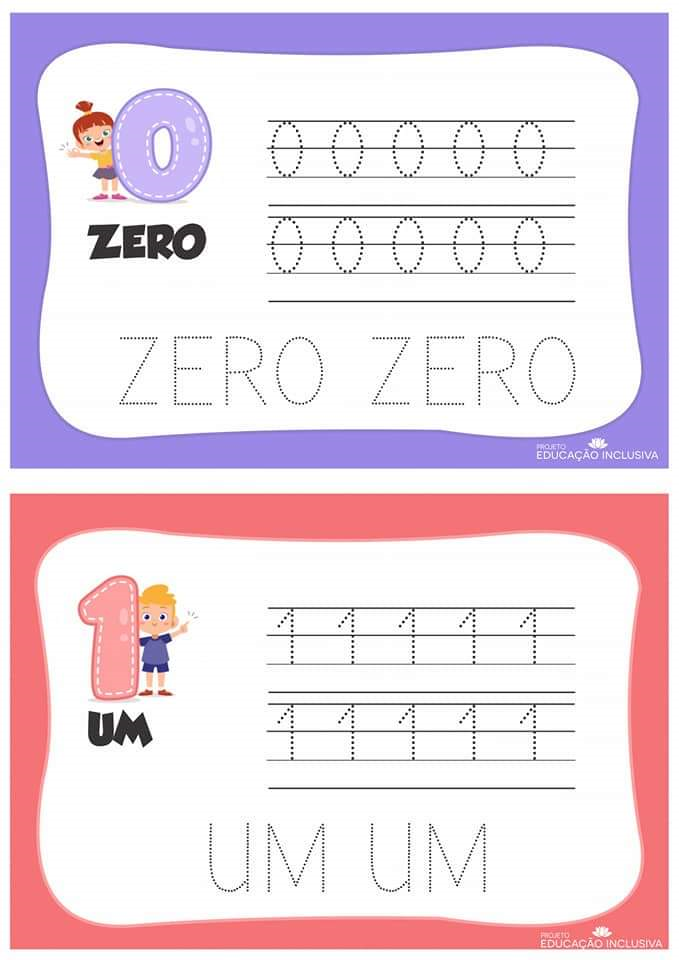 0
ZERO
0 0 0 0 0
0 0 0 0 0
ZERO ZERO
PROJETO
EDUCAÇÃO INCLUSIVA
1
UM
1 1 1 1 1
1 1 1 1 1
UM UM
PROJETO
EDUCAÇÃO INCLUSIVA